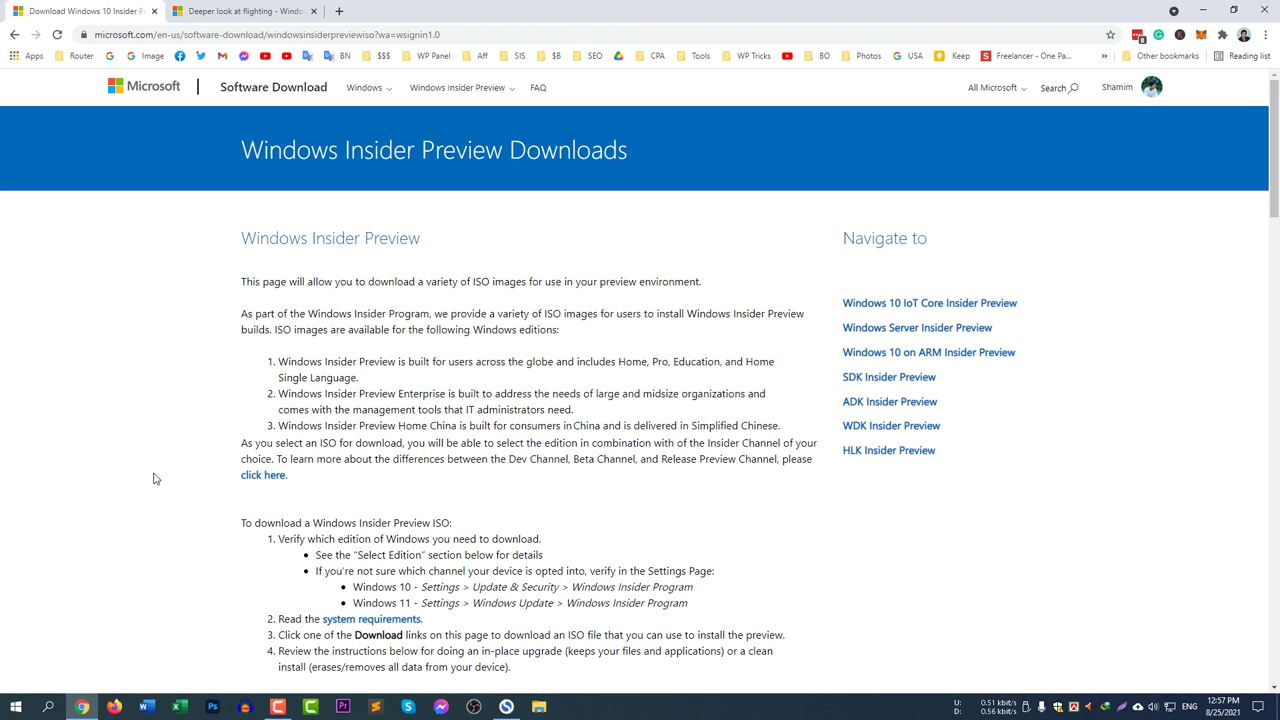 Download Windows 10 Insider P
Deeper look at flighting - Windo
microsoft.com/en-us/software-download/windowsinsiderpreviewiso?wa=wsignin1.0
Apps Router Image BN $$$ WP Panel Aff SIS $B SEO CPA Tools WP Tricks BO Photos USA Keep Freelancer - One Pa... » Other bookmarks Reading list
Microsoft Software Download Windows Windows Insider Preview FAQ All Microsoft Search Shamim
Windows Insider Preview Downloads
Windows Insider Preview
This page will allow you to download a variety of ISO images for use in your preview environment.
As part of the Windows Insider Program, we provide a variety of ISO images for users to install Windows Insider Preview
builds. ISO images are available for the following Windows editions:
1. Windows Insider Preview is built for users across the globe and includes Home, Pro, Education, and Home
Single Language.
2. Windows Insider Preview Enterprise is built to address the needs of large and midsize organizations and
comes with the management tools that IT administrators need.
3. Windows Insider Preview Home China is built for consumers in China and is delivered in Simplified Chinese.
As you select an ISO for download, you will be able to select the edition in combination with of the Insider Channel of your
choice. To learn more about the differences between the Dev Channel, Beta Channel, and Release Preview Channel, please
click here.
To download a Windows Insider Preview ISO:
1. Verify which edition of Windows you need to download.
• See the "Select Edition" section below for details
• If you're not sure which channel your device is opted into, verify in the Settings Page:
• Windows 10 - Settings > Update & Security > Windows Insider Program
• Windows 11 - Settings > Windows Update > Windows Insider Program
2. Read the system requirements.
3. Click one of the Download links on this page to download an ISO file that you can use to install the preview.
4. Review the instructions below for doing an in-place upgrade (keeps your files and applications) or a clean
install (erases/removes all data from your device).
Navigate to
Windows 10 IoT Core Insider Preview
Windows Server Insider Preview
Windows 10 on ARM Insider Preview
SDK Insider Preview
ADK Insider Preview
WDK Insider Preview
HLK Insider Preview
U: 0.51 kbit/s
D: 0.56 kbit/s
ENG
12:57 PM
8/25/2021